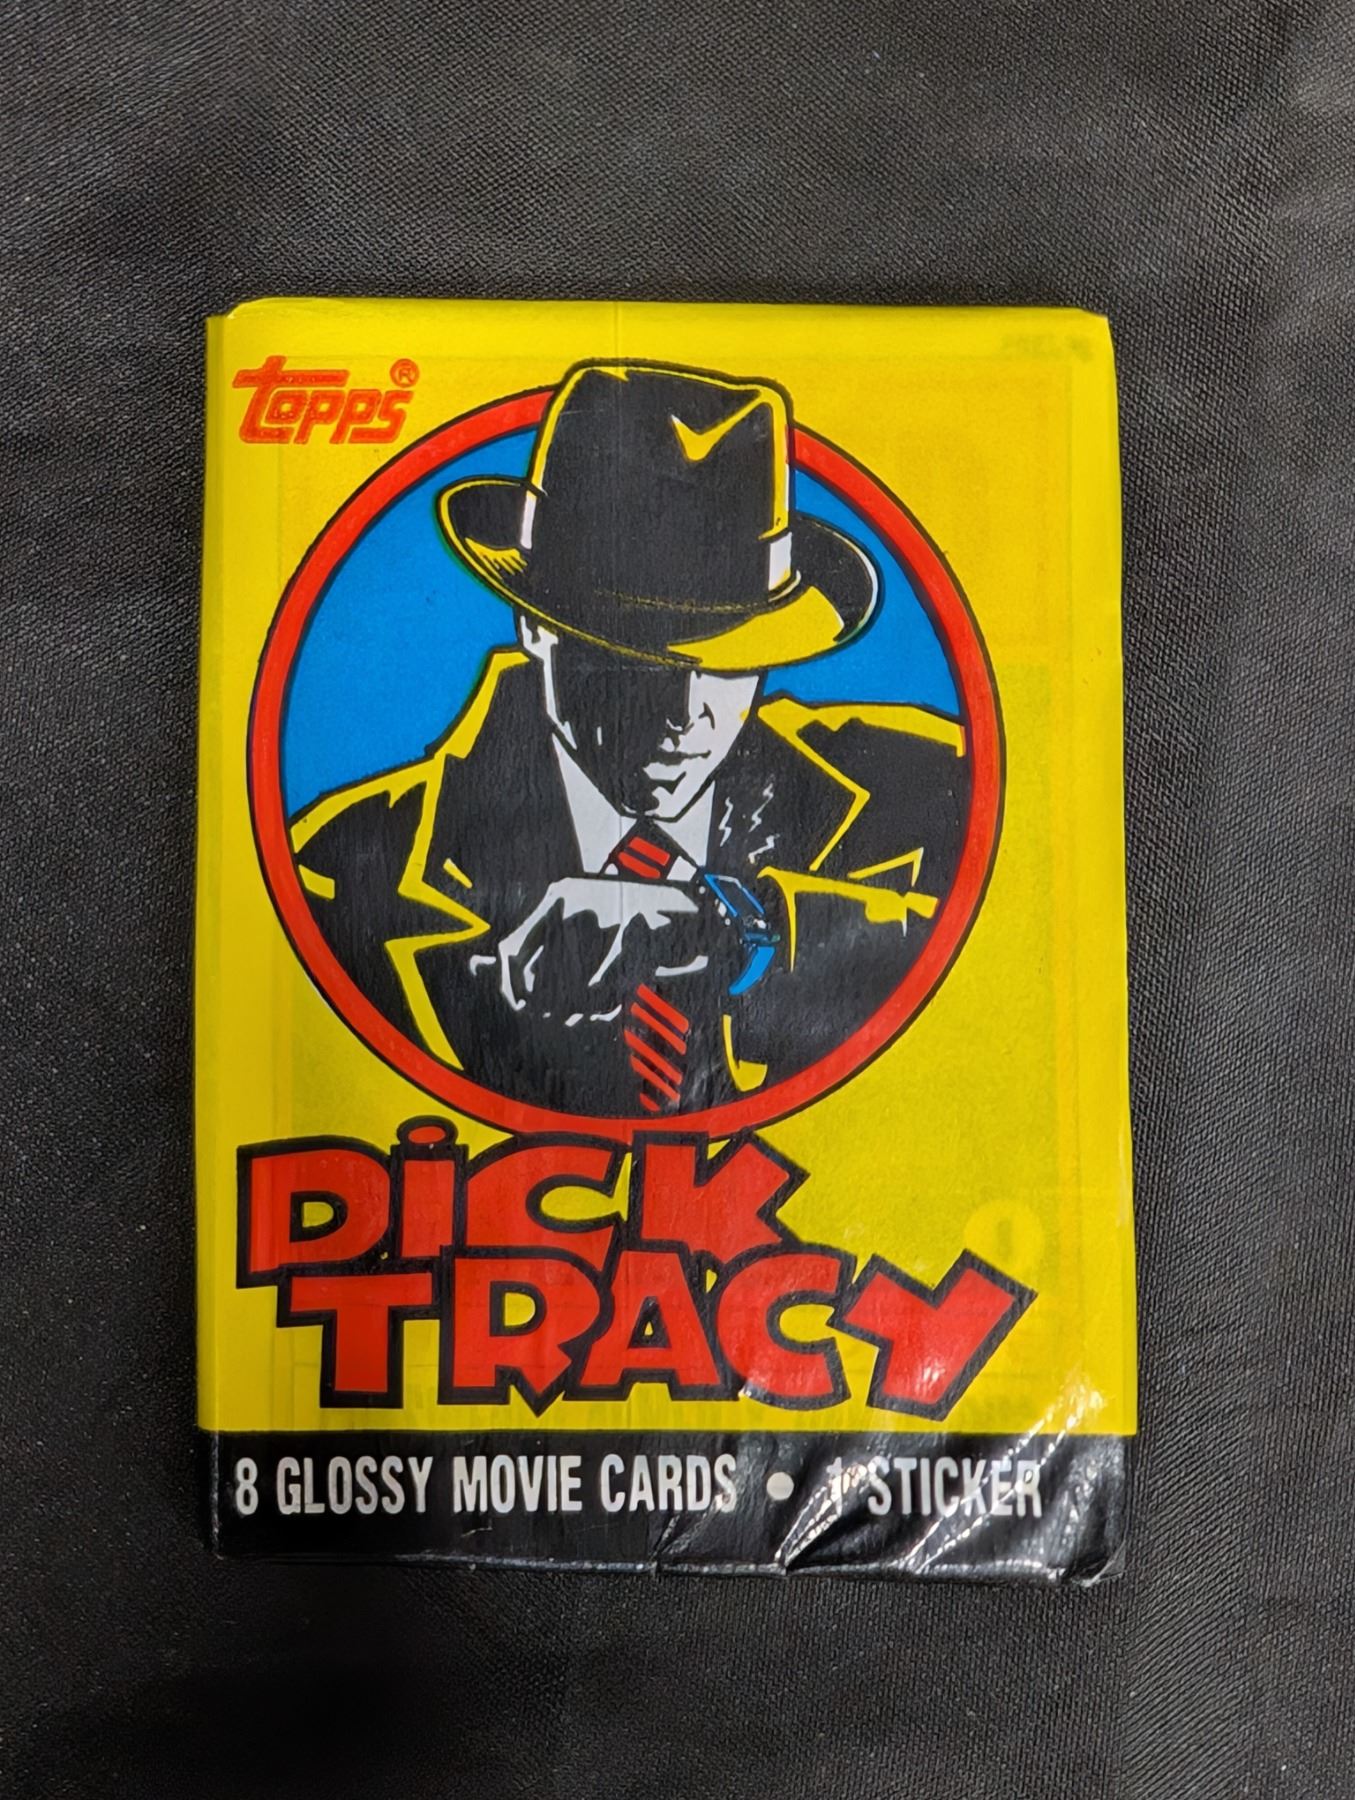 topps®
DiCK
TRACY
8 GLOSSY MOVIE CARDS • 1 STICKER